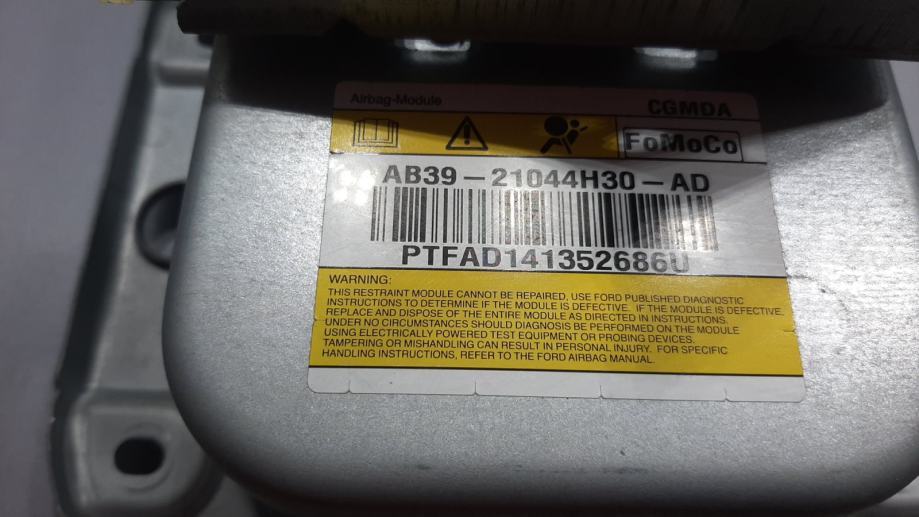 Airbag-Module
CGMDA
FoMoCo
AB39-21044H30-AD
PTFAD141352686U
WARNING:
THIS RESTRAINT MODULE CANNOT BE REPAIRED, USE FORD PUBLISHED DIAGNOSTIC
INSTRUCTIONS TO DETERMINE IF THE MODULE IS DEFECTIVE. IF THE MODULE IS DEFECTIVE,
REPLACE AND DISPOSE OF THE ENTIRE MODULE AS DIRECTED IN INSTRUCTIONS.
UNDER NO CIRCUMSTANCES SHOULD DIAGNOSIS BE PERFORMED ON THE MODULE
USING ELECTRICALLY POWERED TEST EQUIPMENT OR PROBING DEVICES.
TAMPERING OR MISHANDLING CAN RESULT IN PERSONAL INJURY. FOR SPECIFIC
HANDLING INSTRUCTIONS, REFER TO THE FORD AIRBAG MANUAL.